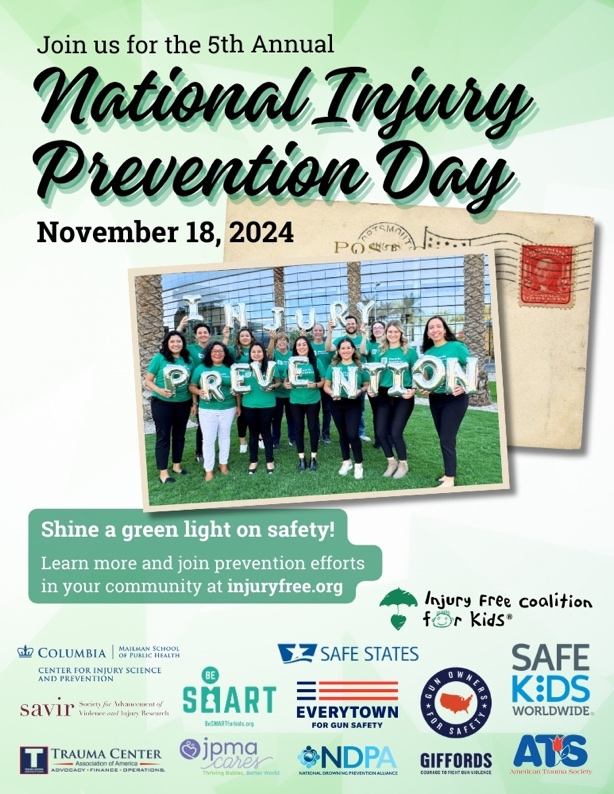 Join us for the 5th Annual
National Injury
Prevention Day
November 18, 2024
INJURY
PREVENTION
Shine a green light on safety!
Learn more and join prevention efforts
in your community at injuryfree.org
Injury Free Coalition
for Kids®
COLUMBIA | MAILMAN SCHOOL OF PUBLIC HEALTH
CENTER FOR INJURY SCIENCE
AND PREVENTION
SAFE STATES
SAFE
KIDS
WORLDWIDE
savir Society for Advancement of
Violence and Injury Research
BE
SMART
BeSMARTforkids.org
EVERYTOWN
FOR GUN SAFETY
GUN OWNERS
FOR SAFETY
TRAUMA CENTER
Association of America
ADVOCACY • FINANCE • OPERATIONS
jpma
cares
Thriving Babies, Better World
NDPA
NATIONAL DROWNING PREVENTION ALLIANCE
GIFFORDS
COURAGE TO FIGHT GUN VIOLENCE
ATS
American Trauma Society